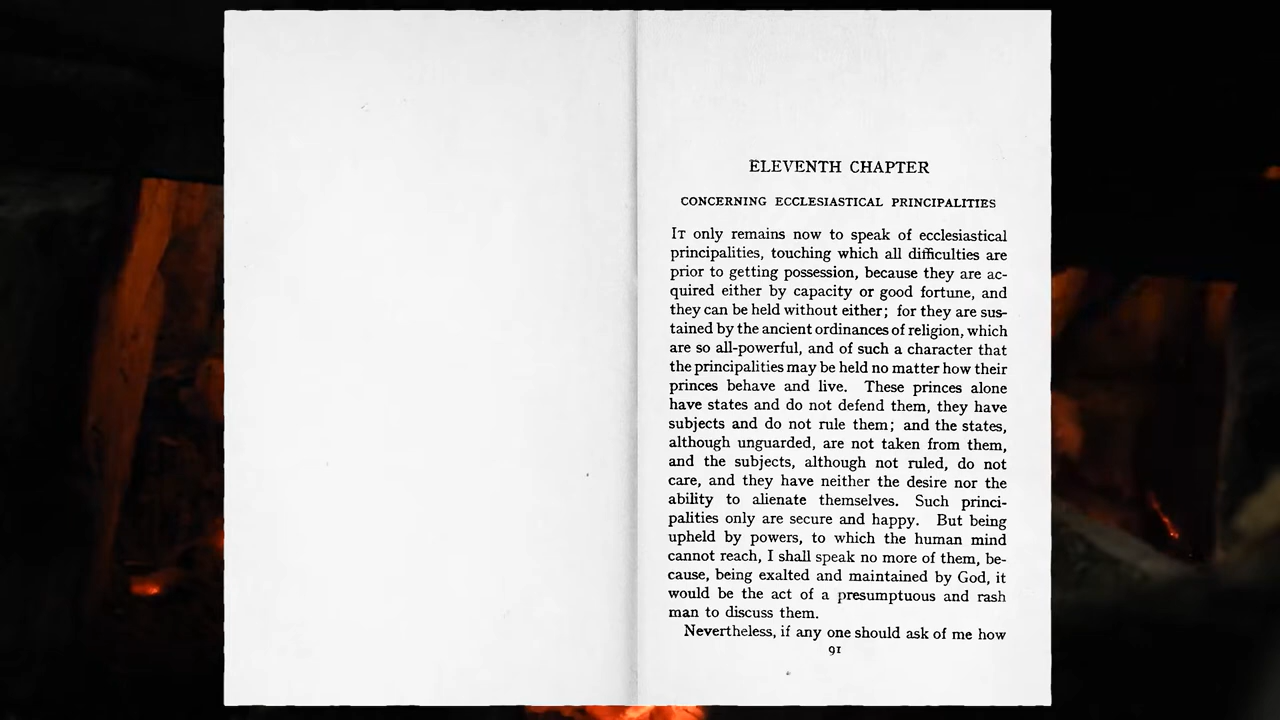 ELEVENTH CHAPTER
CONCERNING ECCLESIASTICAL PRINCIPALITIES
IT only remains now to speak of ecclesiastical
principalities, touching which all difficulties are
prior to getting possession, because they are ac-
quired either by capacity or good fortune, and
they can be held without either; for they are sus-
tained by the ancient ordinances of religion, which
are so all-powerful, and of such a character that
the principalities may be held no matter how their
princes behave and live. These princes alone
have states and do not defend them, they have
subjects and do not rule them; and the states,
although unguarded, are not taken from them,
and the subjects, although not ruled, do not
care, and they have neither the desire nor the
ability to alienate themselves. Such princi-
palities only are secure and happy. But being
upheld by powers, to which the human mind
cannot reach, I shall speak no more of them, be-
cause, being exalted and maintained by God, it
would be the act of a presumptuous and rash
man to discuss them.
Nevertheless, if any one should ask of me how
91